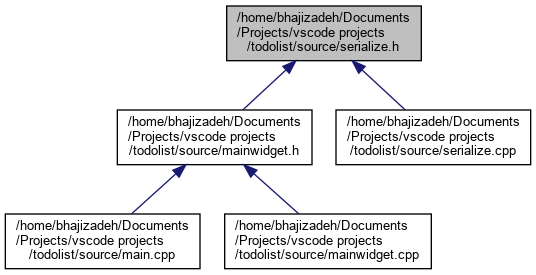 /home/bhajizadeh/Documents
/Projects/vscode projects
/todolist/source/serialize.h
/home/bhajizadeh/Documents
/Projects/vscode projects
/todolist/source/mainwidget.h
/home/bhajizadeh/Documents
/Projects/vscode projects
/todolist/source/serialize.cpp
/home/bhajizadeh/Documents
/Projects/vscode projects
/todolist/source/main.cpp
/home/bhajizadeh/Documents
/Projects/vscode projects
/todolist/source/mainwidget.cpp